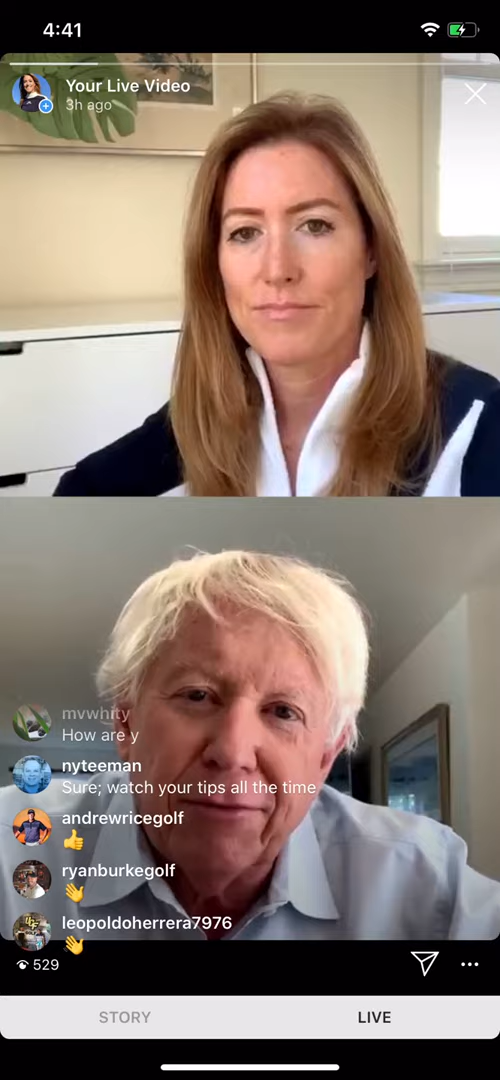 4:41
Your Live Video
3h ago
mvwhity
How are y
nyteeman
Sure; watch your tips all the time
andrewricegolf
👍
ryanburkegolf
👋
leopoldoherrera7976
👋
529
STORY
LIVE